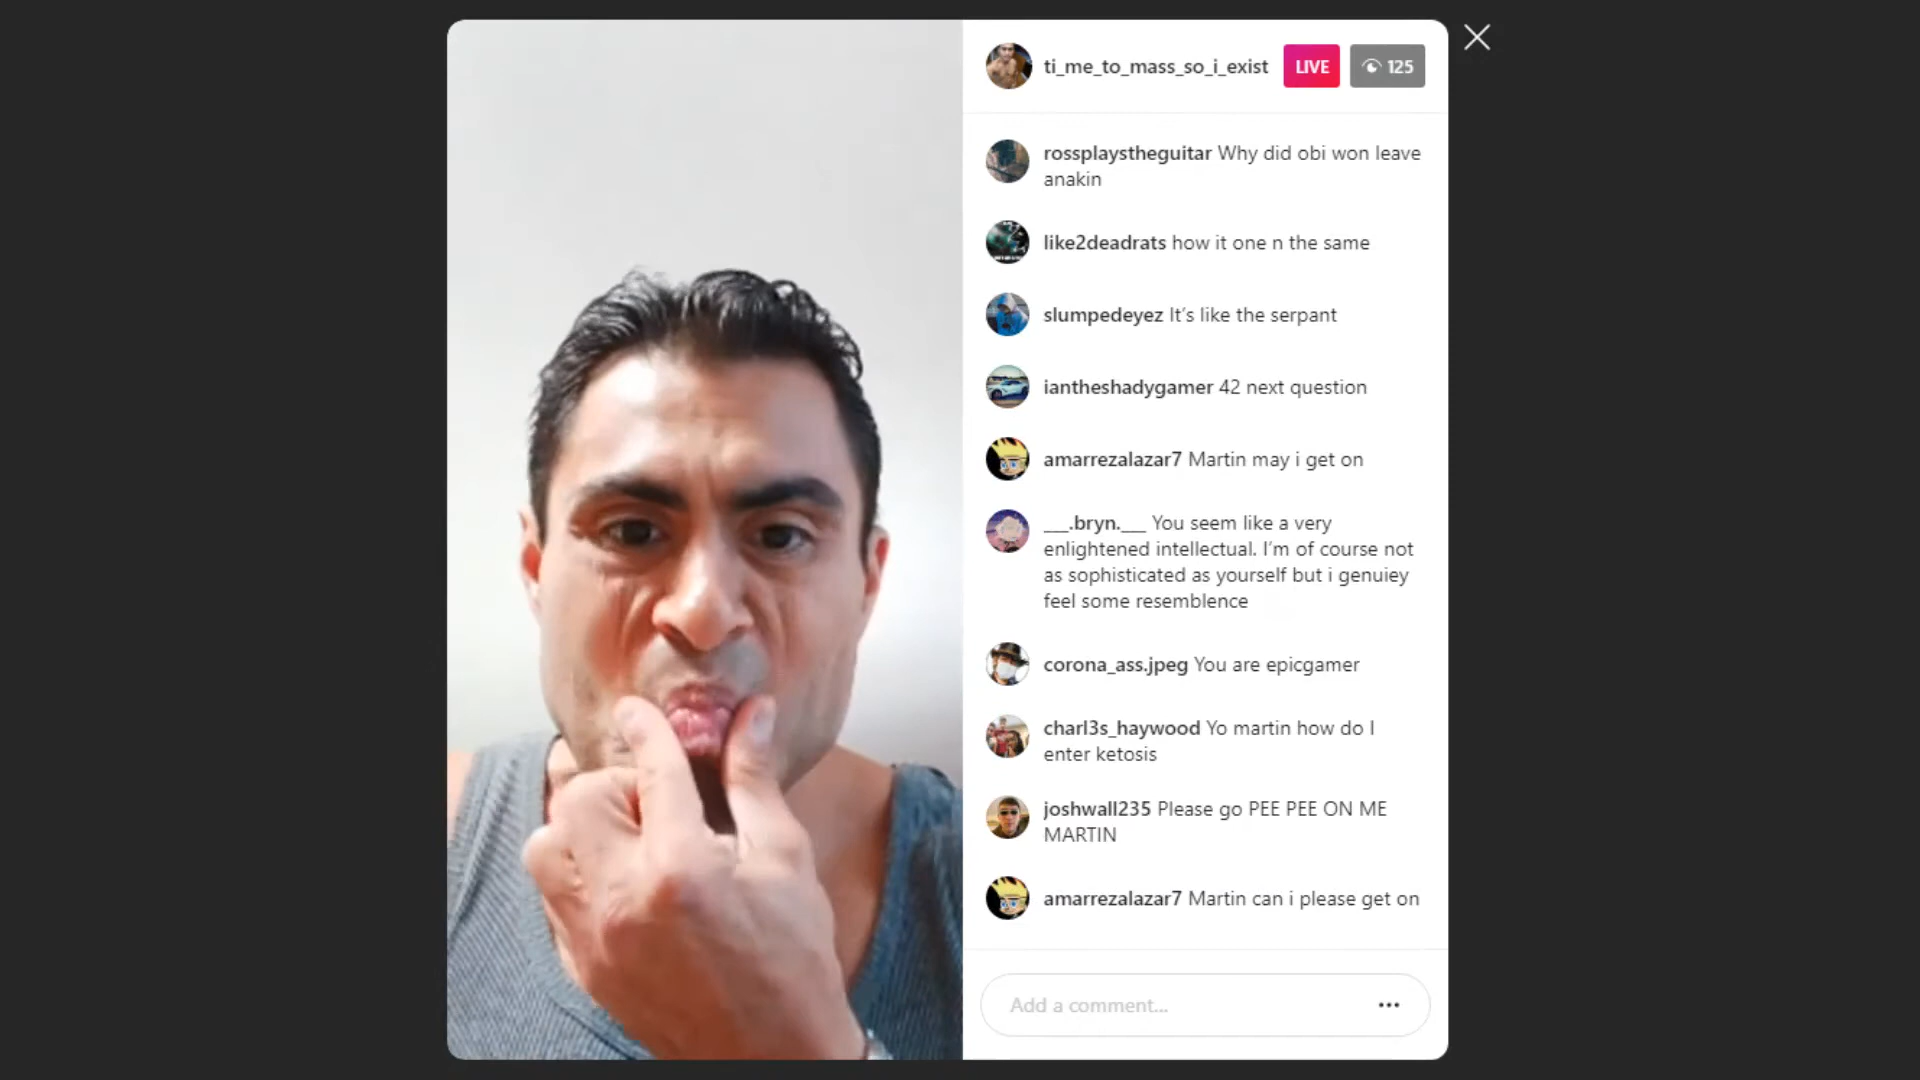 ti_me_to_mass_so_i_exist LIVE 125
rossplaystheguitar Why did obi won leave
anakin
like2deadrats how it one n the same
slumpedeyez It's like the serpant
iantheshadygamer 42 next question
amarrezalazar7 Martin may i get on
___.bryn.___ You seem like a very
enlightened intellectual. I'm of course not
as sophisticated as yourself but i genuiey
feel some resemblence
corona_ass.jpeg You are epicgamer
charl3s_haywood Yo martin how do I
enter ketosis
joshwall235 Please go PEE PEE ON ME
MARTIN
amarrezalazar7 Martin can i please get on
Add a comment...